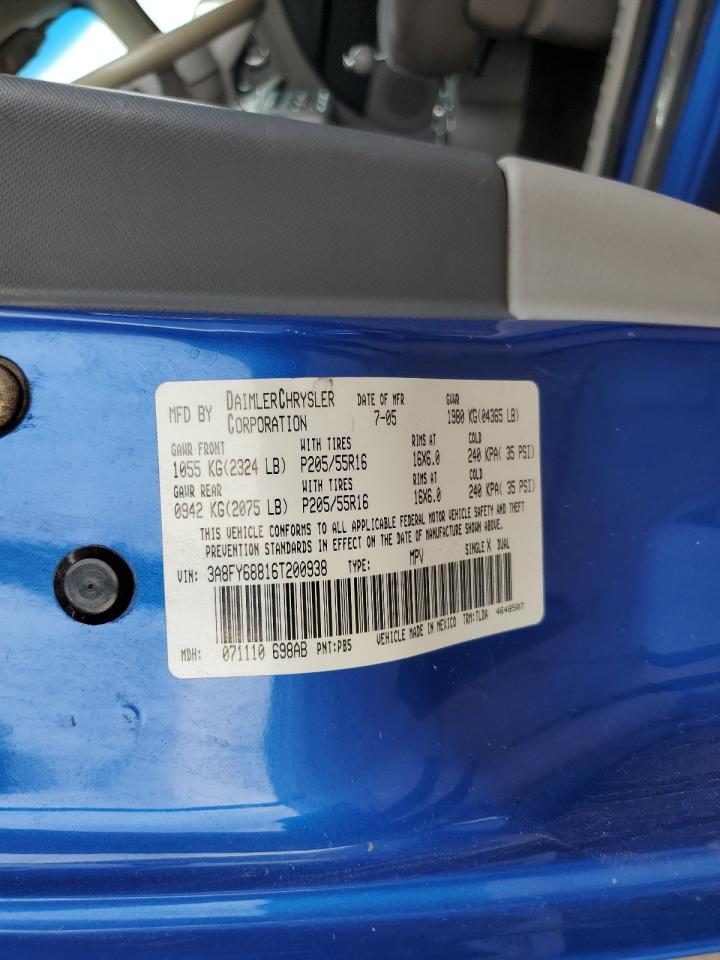 MFD BY DAIMLERCHRYSLER CORPORATION DATE OF MFR 7-05 GVWR 1980 KG(04365 LB)
GAWR FRONT WITH TIRES RIMS AT COLD
1055 KG(2324 LB) P205/55R16 16X6.0 240 KPA( 35 PSI)
GAWR REAR WITH TIRES RIMS AT COLD
0942 KG(2075 LB) P205/55R16 16X6.0 240 KPA( 35 PSI)
THIS VEHICLE CONFORMS TO ALL APPLICABLE FEDERAL MOTOR VEHICLE SAFETY AND THEFT
PREVENTION STANDARDS IN EFFECT ON THE DATE OF MANUFACTURE SHOWN ABOVE.
VIN: 3A8FY68816T200938 TYPE: MPV SINGLE X DUAL
MDH: 071110 698AB PNT:PB5 VEHICLE MADE IN MEXICO TRM:TLDA 4648507